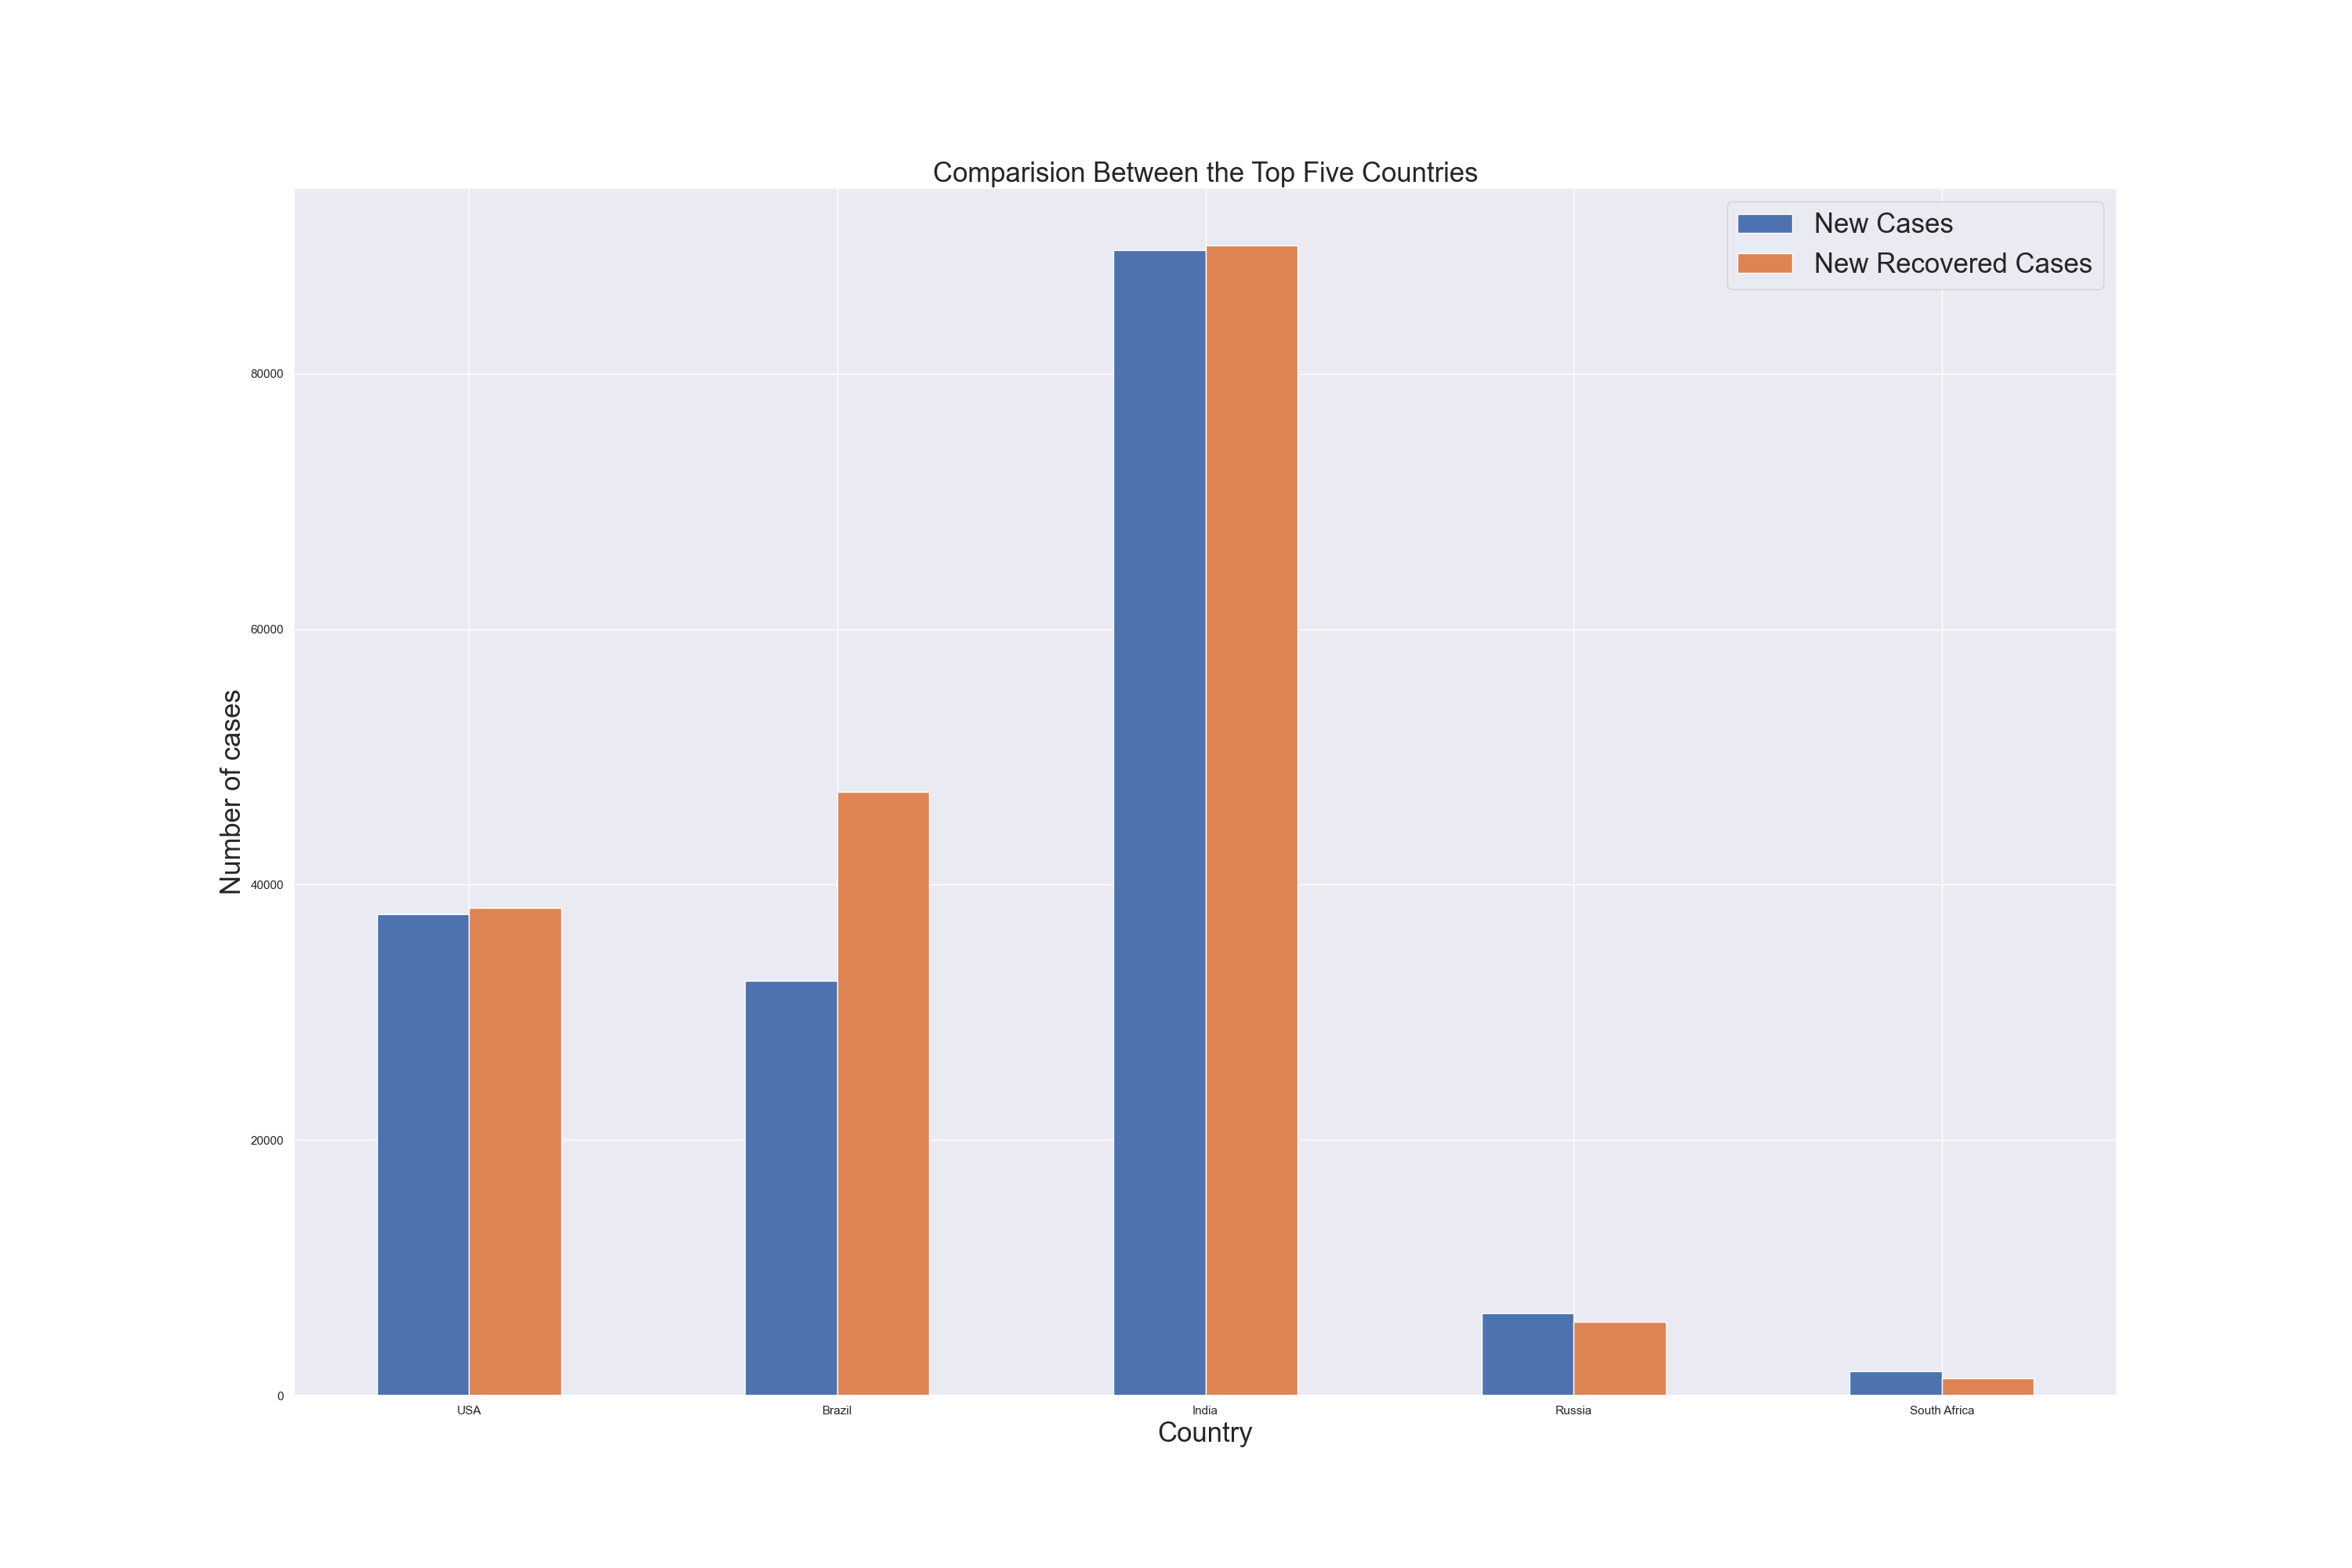 Comparision Between the Top Five Countries
New Cases
New Recovered Cases
80000
60000
40000
20000
0
Number of cases
USA
Brazil
India
Russia
South Africa
Country